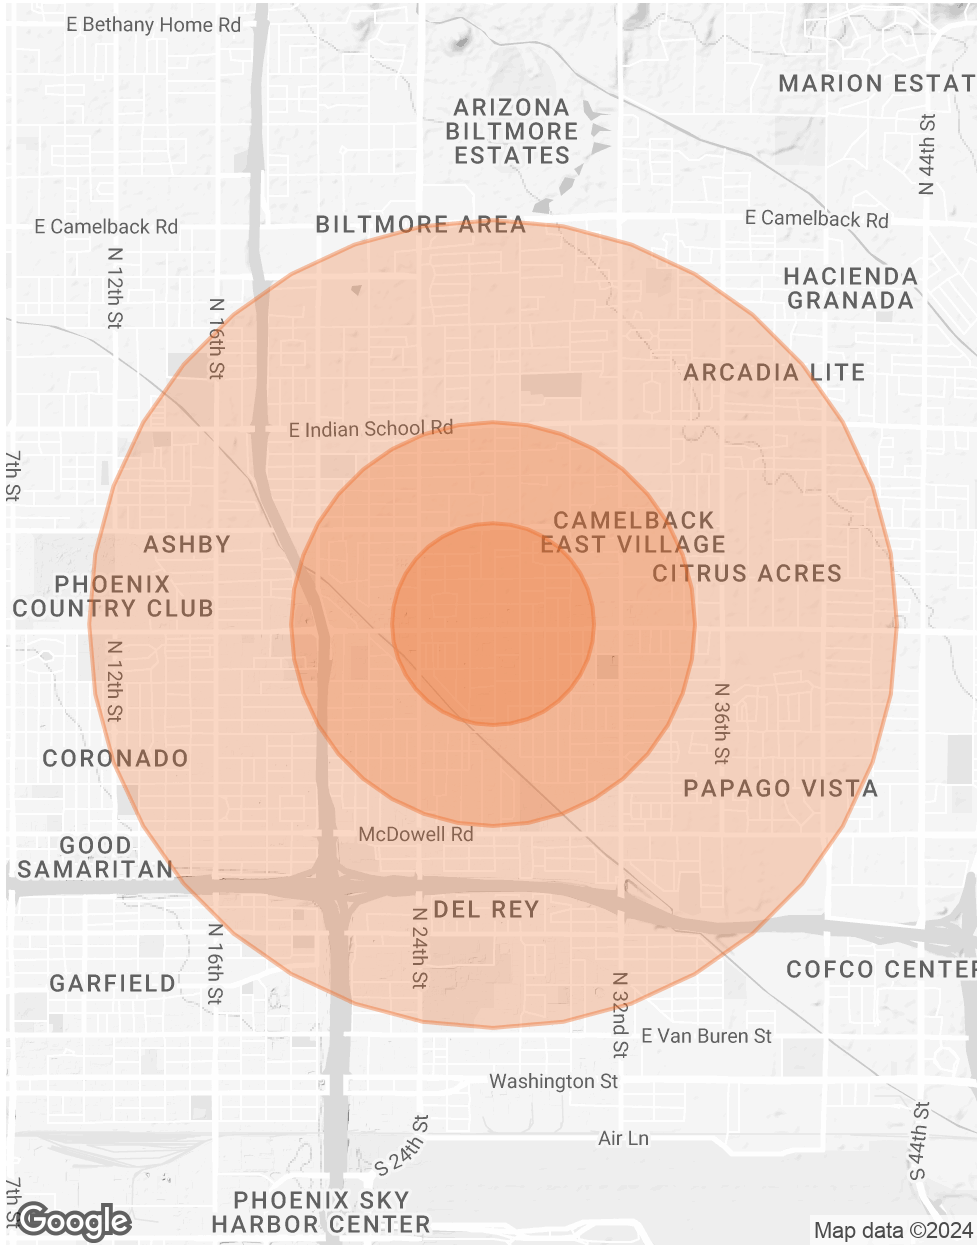 E Bethany Home Rd
MARION ESTAT
ARIZONA
BILTMORE
ESTATES
N 44th St
E Camelback Rd
BILTMORE AREA
E Camelback Rd
N 12th St
HACIENDA
GRANADA
N 16th St
ARCADIA LITE
E Indian School Rd
7th St
CAMELBACK
EAST VILLAGE
ASHBY
CITRUS ACRES
PHOENIX
COUNTRY CLUB
N 12th St
N 36th St
CORONADO
PAPAGO VISTA
McDowell Rd
GOOD
SAMARITAN
DEL REY
N 24th St
N 16th St
COFCO CENTER
GARFIELD
N 32nd St
E Van Buren St
Washington St
Air Ln
S 24th St
S 44th St
7th St
PHOENIX SKY
HARBOR CENTER
Google
Map data ©2024